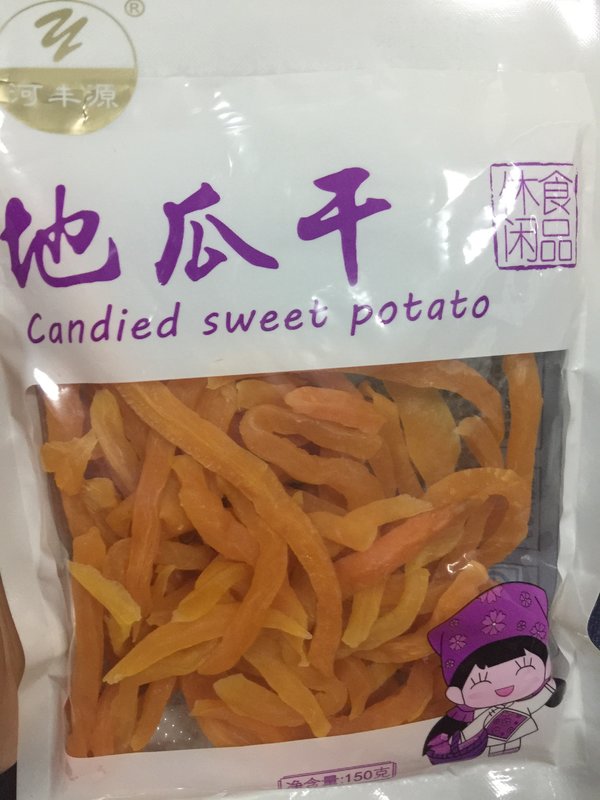 ®
河丰源
地瓜干
休闲食品
Candied sweet potato
净含量:150克